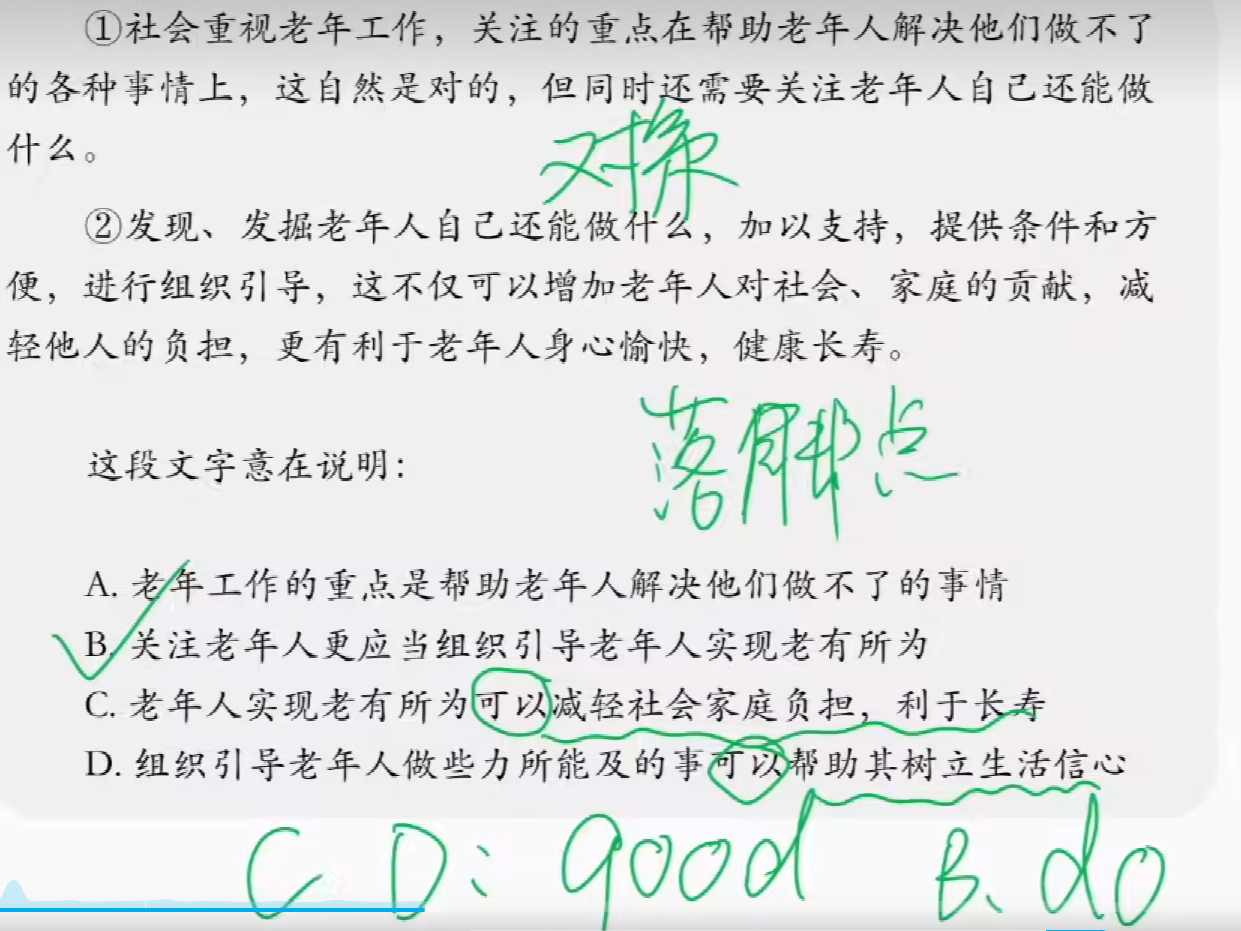 ①社会重视老年工作，关注的重点在帮助老年人解决他们做不了
的各种事情上，这自然是对的，但同时还需要关注老年人自己还能做
什么。
对策
②发现、发掘老年人自己还能做什么，加以支持，提供条件和方
便，进行组织引导，这不仅可以增加老年人对社会、家庭的贡献，减
轻他人的负担，更有利于老年人身心愉快，健康长寿。
落脚点
这段文字意在说明：
A. 老年工作的重点是帮助老年人解决他们做不了的事情
B. 关注老年人更应当组织引导老年人实现老有所为
C. 老年人实现老有所为可以减轻社会家庭负担，利于长寿
D. 组织引导老年人做些力所能及的事可以帮助其树立生活信心
C D: good B、do